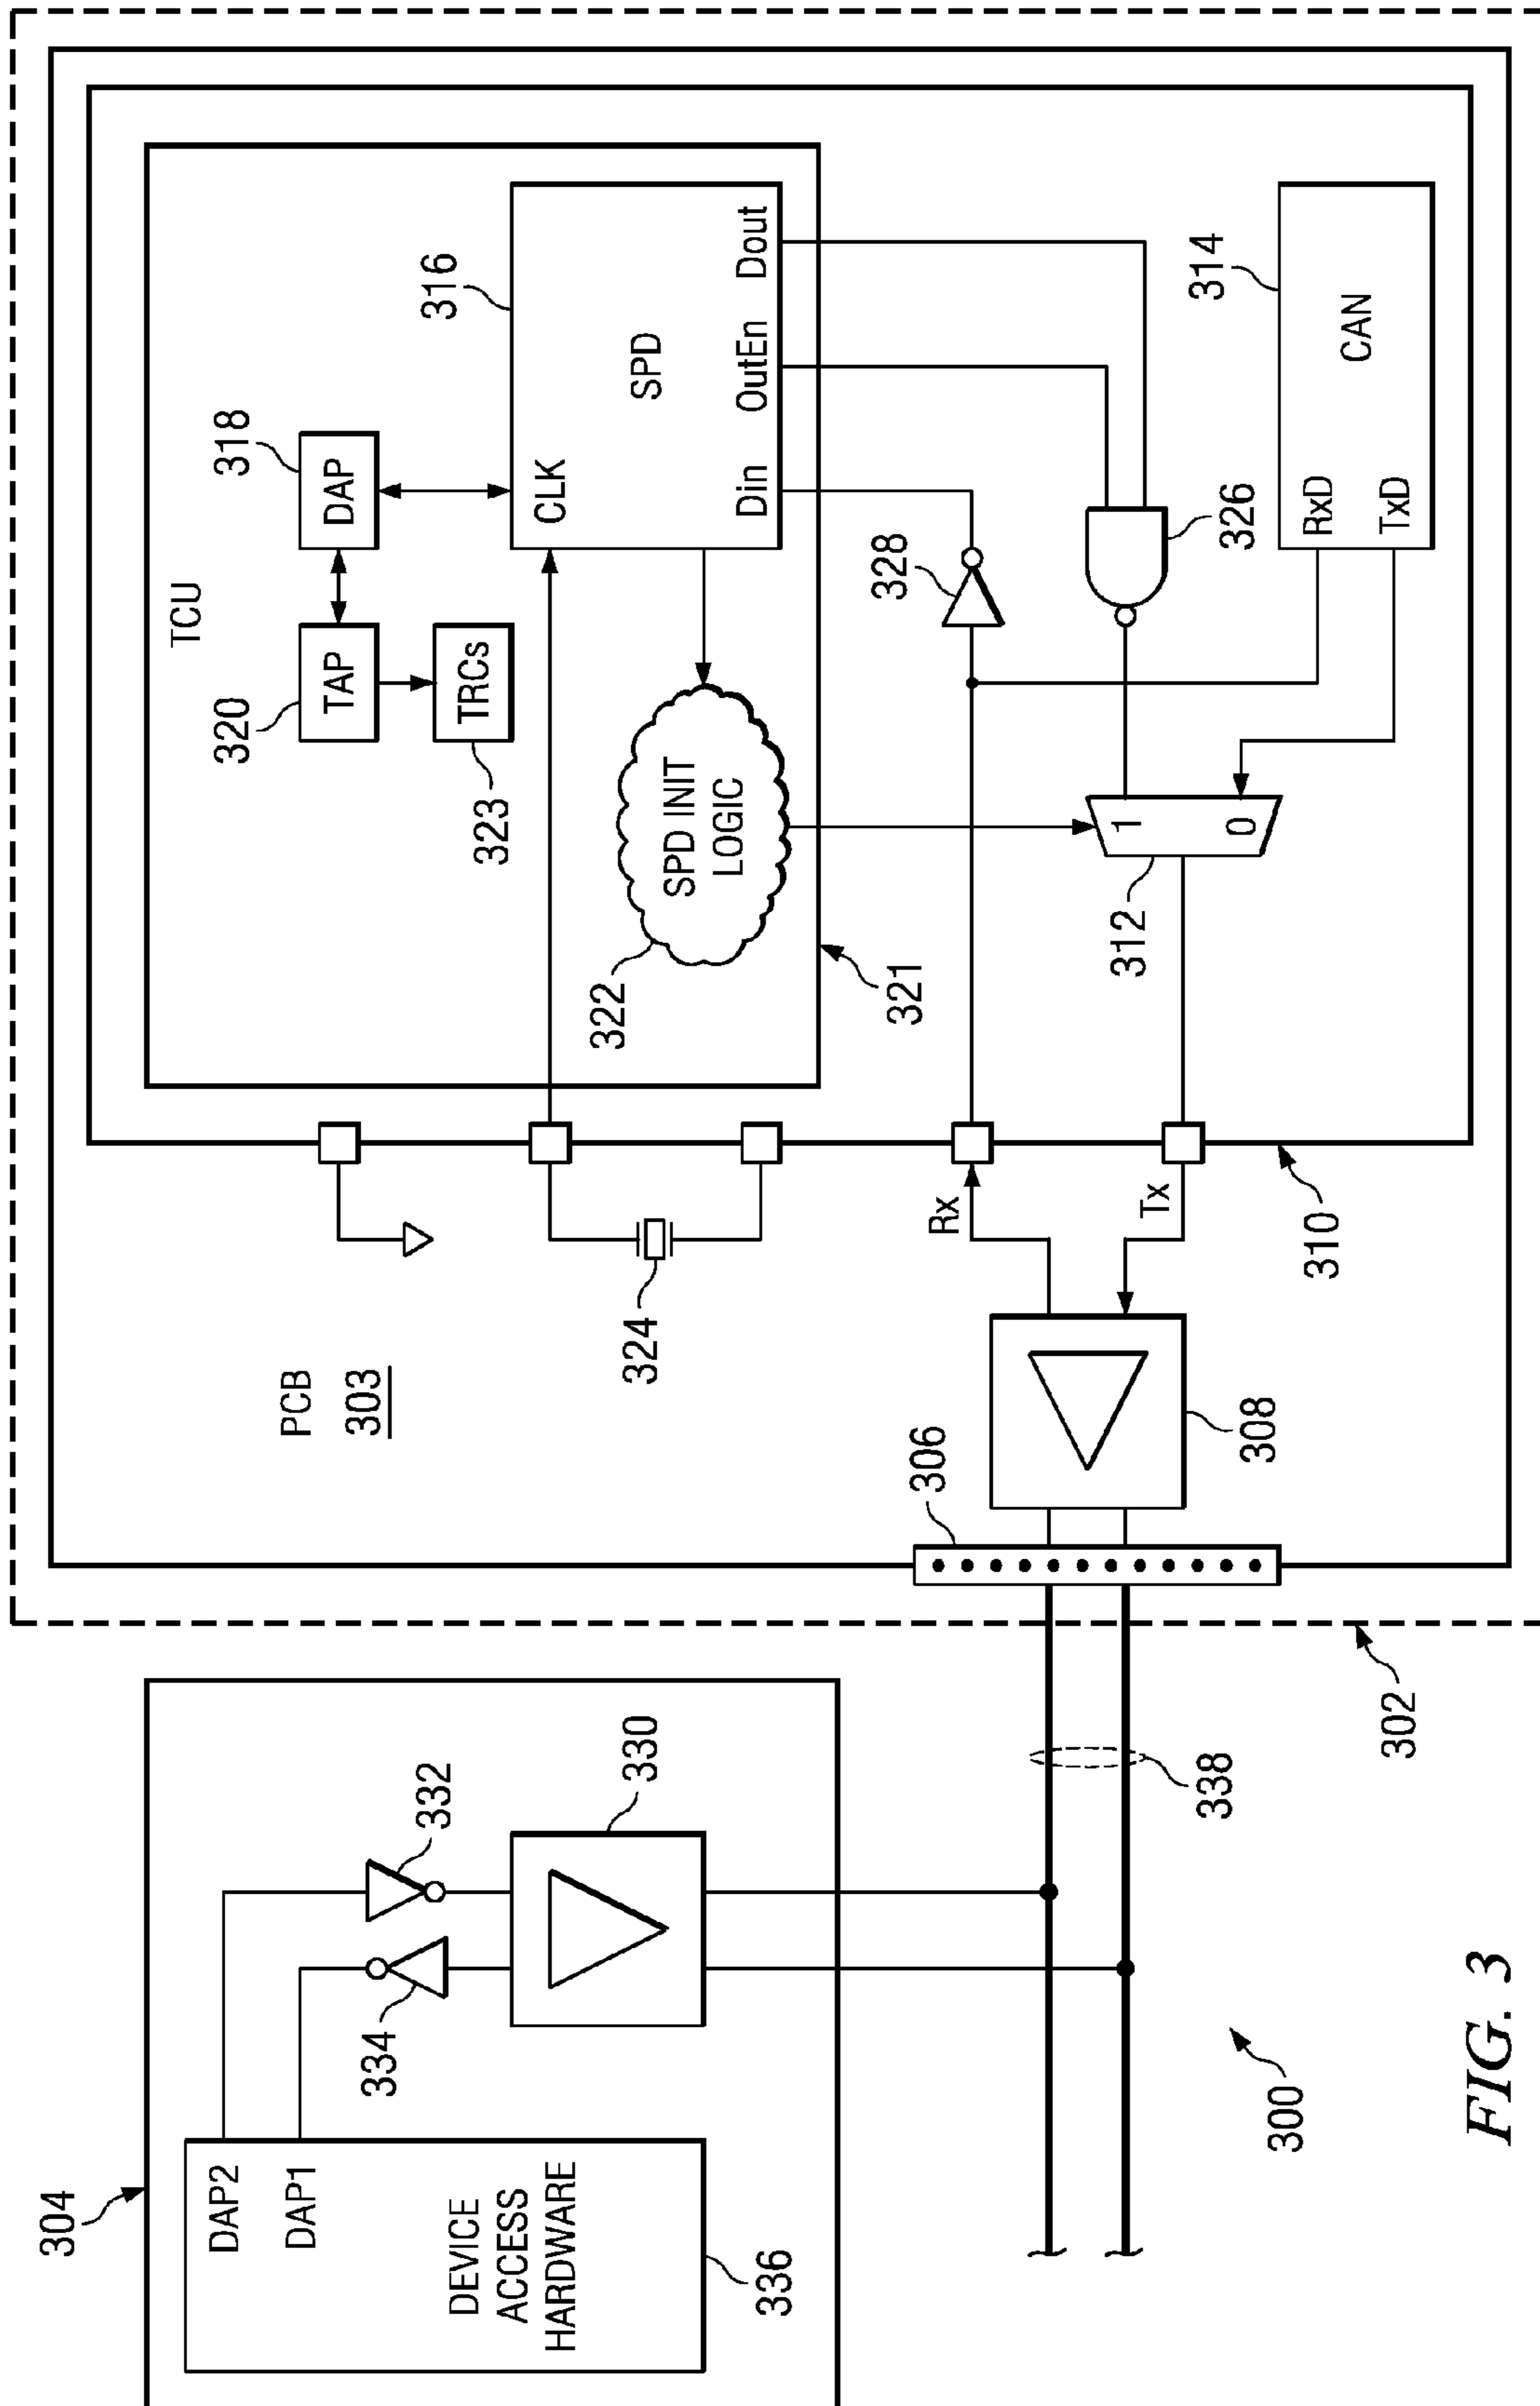 304
DAP2
DAP1
DEVICE
ACCESS
HARDWARE
336
334
332
330
338
300
302
PCB
303
306
308
324
Rx
Tx
310
TCU
320
TAP
318
DAP
TRCs
323
CLK
316
SPD
Din
OutEn
Dout
SPD INIT
LOGIC
322
321
328
326
1
0
312
RxD
TxD
CAN
314
FIG. 3